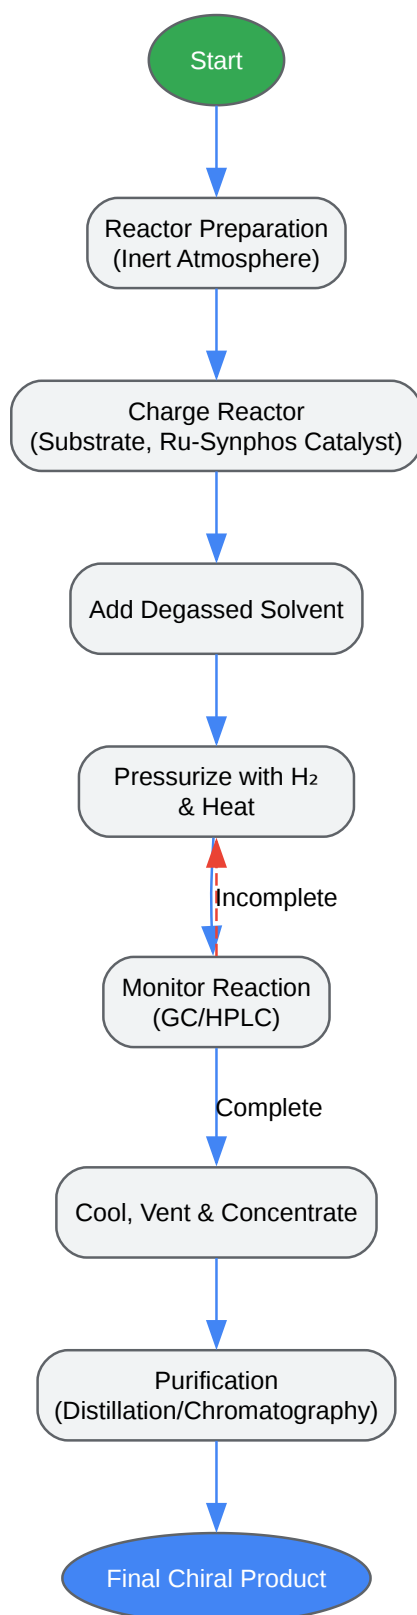 Start
Reactor Preparation
(Inert Atmosphere)
Charge Reactor
(Substrate, Ru-Synphos Catalyst)
Add Degassed Solvent
Pressurize with H₂
& Heat
Incomplete
Monitor Reaction
(GC/HPLC)
Complete
Cool, Vent & Concentrate
Purification
(Distillation/Chromatography)
Final Chiral Product